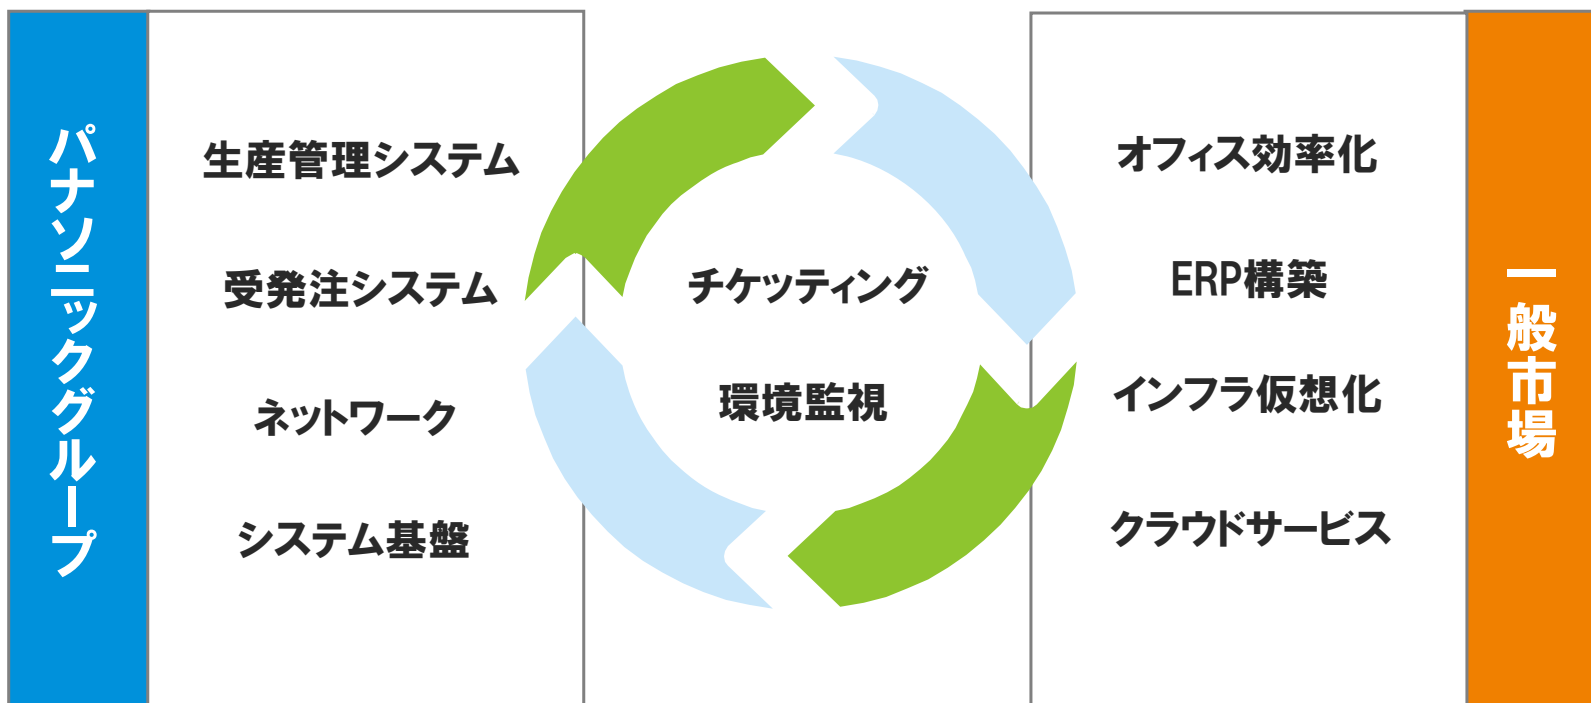 パナソニックグループ
生産管理システム
受発注システム
ネットワーク
システム基盤
チケッティング
環境監視
オフィス効率化
ERP構築
インフラ仮想化
クラウドサービス
一般市場